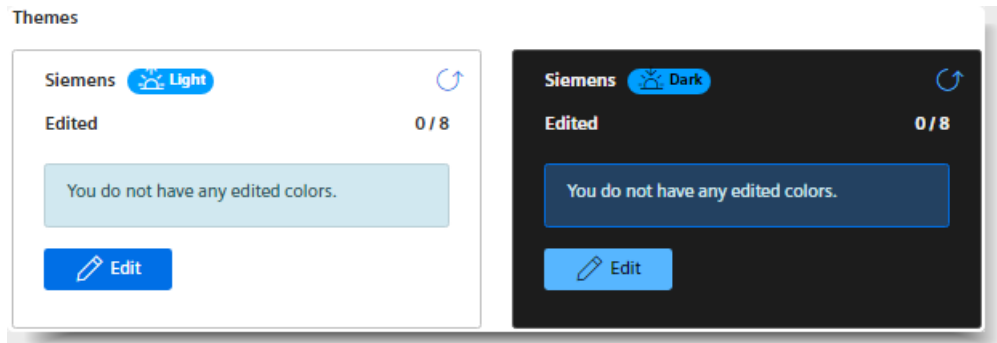 Themes
Siemens Light
Edited 0 / 8
You do not have any edited colors.
Edit
Siemens Dark
Edited 0 / 8
You do not have any edited colors.
Edit